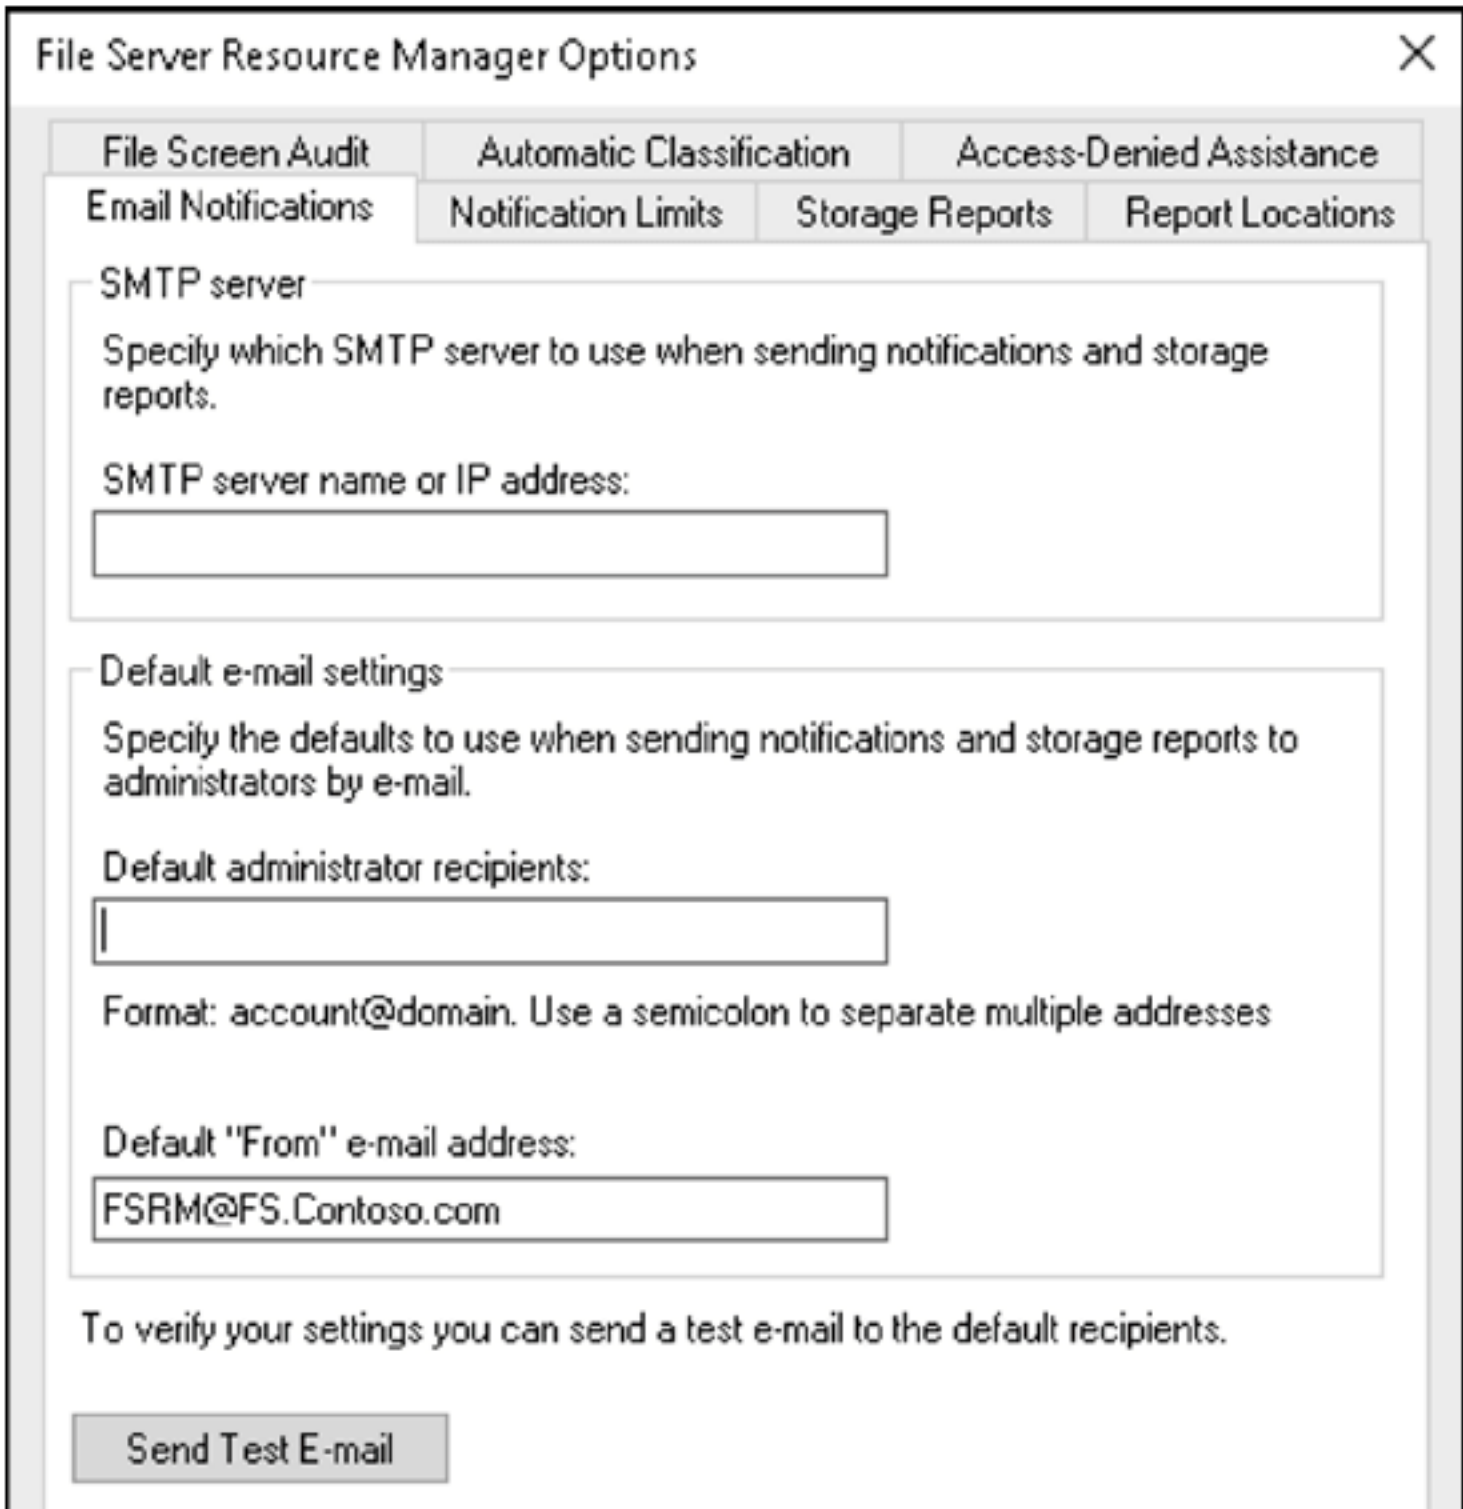 File Server Resource Manager Options
File Screen Audit Automatic Classification Access-Denied Assistance
Email Notifications Notification Limits Storage Reports Report Locations
SMTP server
Specify which SMTP server to use when sending notifications and storage
reports.
SMTP server name or IP address:
Default e-mail settings
Specify the defaults to use when sending notifications and storage reports to
administrators by e-mail.
Default administrator recipients:
Format: account@domain. Use a semicolon to separate multiple addresses
Default "From" e-mail address:
FSRM@FS.Contoso.com
To verify your settings you can send a test e-mail to the default recipients.
Send Test E-mail